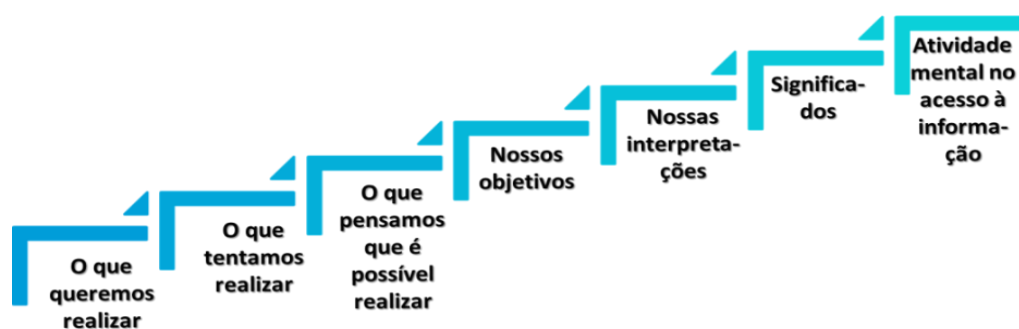 O que
queremos
realizar
O que
tentamos
realizar
O que
pensamos
que é
possível
realizar
Nossos
objetivos
Nossas
interpreta-
ções
Significa-
dos
Atividade
mental no
acesso à
informa-
ção